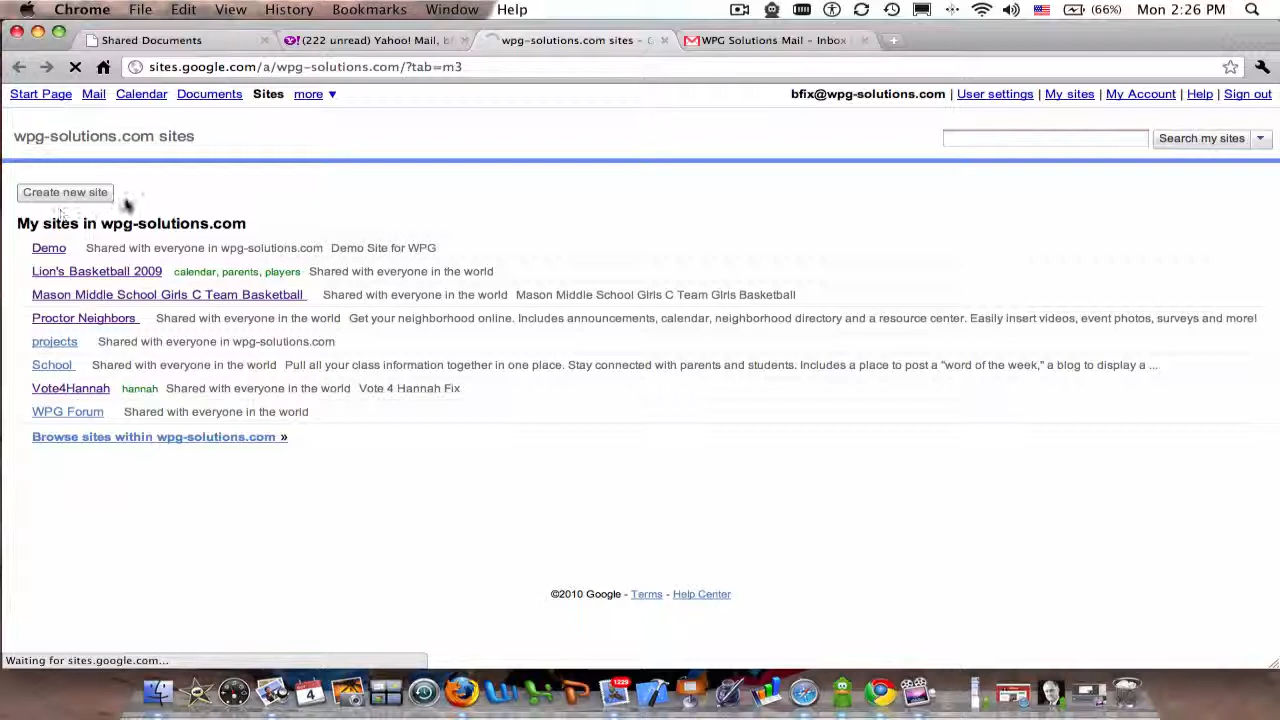 Chrome File Edit View History Bookmarks Window Help (66%) Mon 2:26 PM
Shared Documents (222 unread) Yahoo! Mail, b wpg-solutions.com sites - WPG Solutions Mail - Inbox
sites.google.com/a/wpg-solutions.com/?tab=m3
Start Page Mail Calendar Documents Sites more ▼ bfix@wpg-solutions.com | User settings | My sites | My Account | Help | Sign out
wpg-solutions.com sites Search my sites
Create new site
My sites in wpg-solutions.com
Demo Shared with everyone in wpg-solutions.com Demo Site for WPG
Lion's Basketball 2009 calendar, parents, players Shared with everyone in the world
Mason Middle School Girls C Team Basketball Shared with everyone in the world Mason Middle School Girls C Team Girls Basketball
Proctor Neighbors Shared with everyone in the world Get your neighborhood online. Includes announcements, calendar, neighborhood directory and a resource center. Easily insert videos, event photos, surveys and more!
projects Shared with everyone in wpg-solutions.com
School Shared with everyone in the world Pull all your class information together in one place. Stay connected with parents and students. Includes a place to post a "word of the week," a blog to display a ...
Vote4Hannah hannah Shared with everyone in the world Vote 4 Hannah Fix
WPG Forum Shared with everyone in the world
Browse sites within wpg-solutions.com »
©2010 Google - Terms - Help Center
Waiting for sites.google.com...
4 1229